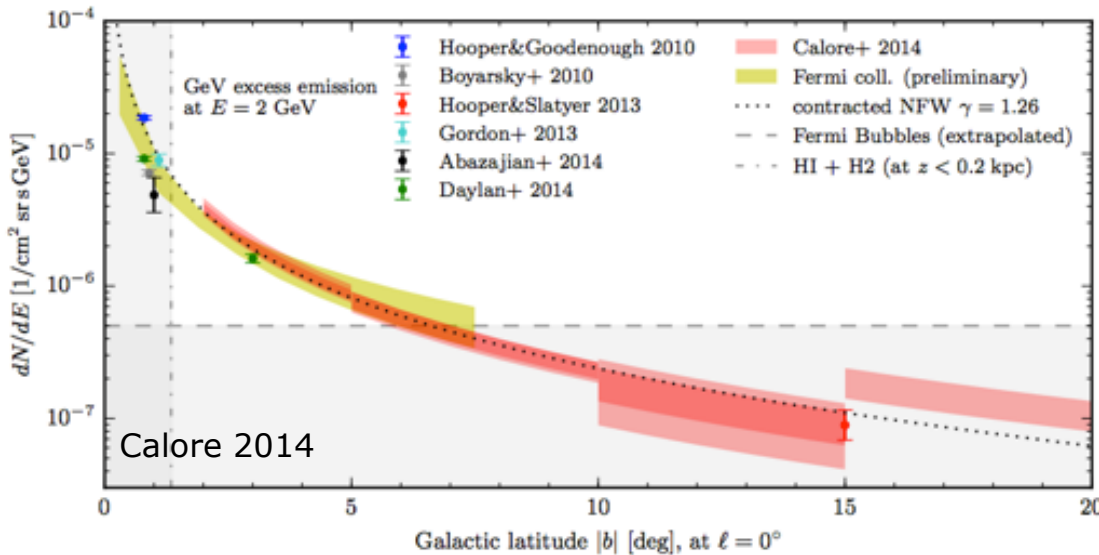 10⁻⁴
10⁻⁵
10⁻⁶
10⁻⁷
dN/dE [1/cm² sr s GeV]
GeV excess emission
at E = 2 GeV
Hooper&Goodenough 2010
Boyarsky+ 2010
Hooper&Slatyer 2013
Gordon+ 2013
Abazajian+ 2014
Daylan+ 2014
Calore+ 2014
Fermi coll. (preliminary)
contracted NFW γ = 1.26
Fermi Bubbles (extrapolated)
HI + H2 (at z < 0.2 kpc)
Calore 2014
0 5 10 15 20
Galactic latitude |b| [deg], at ℓ = 0°